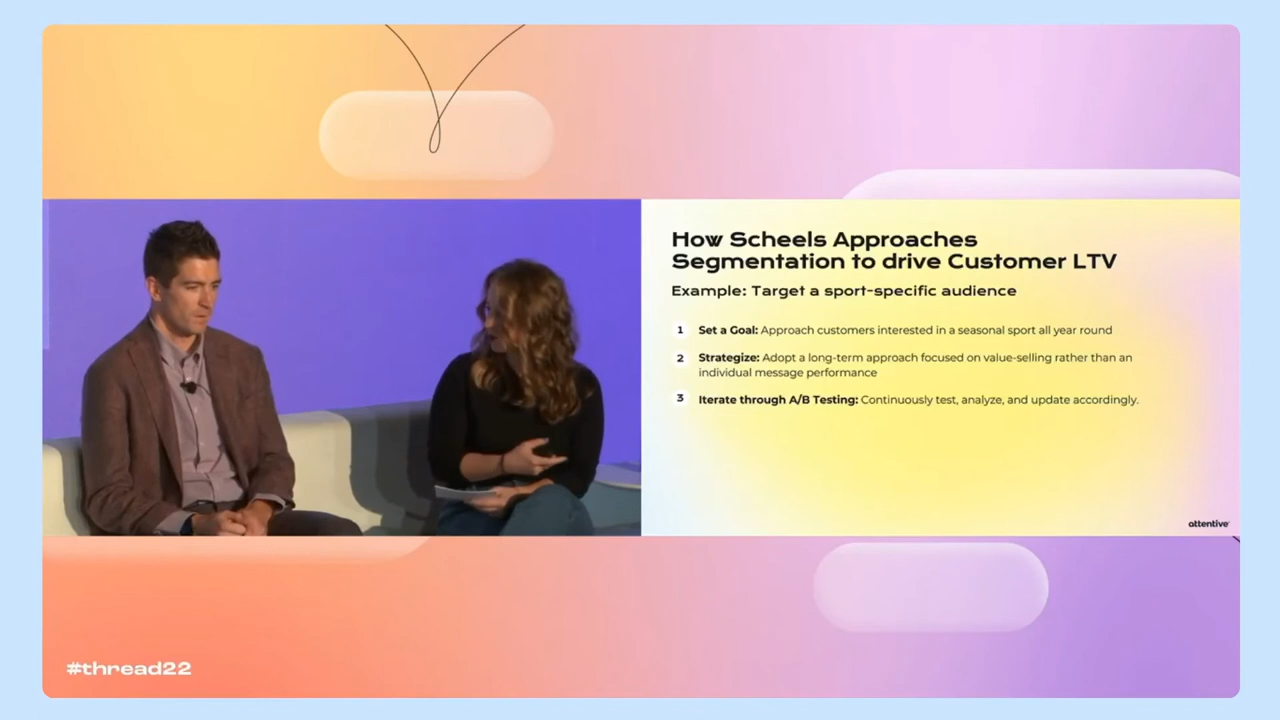 How Scheels Approaches
Segmentation to drive Customer LTV
Example: Target a sport-specific audience
1 Set a Goal: Approach customers interested in a seasonal sport all year round
2 Strategize: Adopt a long-term approach focused on value-selling rather than an
individual message performance
3 Iterate through A/B Testing: Continuously test, analyze, and update accordingly.
attentive
#thread22